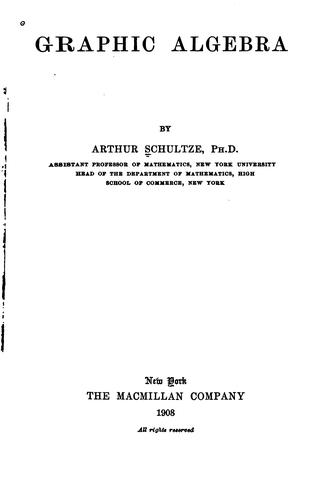 GRAPHIC ALGEBRA
BY
ARTHUR SCHULTZE, PH.D.
ASSISTANT PROFESSOR OF MATHEMATICS, NEW YORK UNIVERSITY
HEAD OF THE DEPARTMENT OF MATHEMATICS, HIGH
SCHOOL OF COMMERCE, NEW YORK
New York
THE MACMILLAN COMPANY
1908
All rights reserved